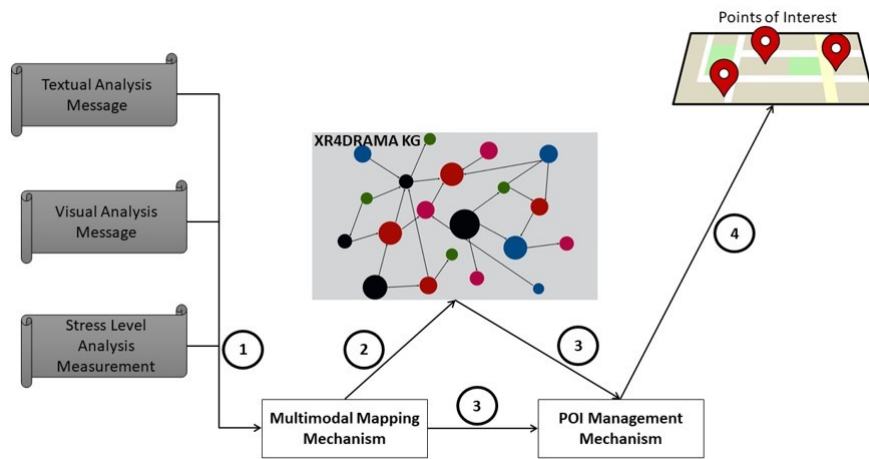 Points of Interest
Textual Analysis
Message
XR4DRAMA KG
Visual Analysis
Message
4
Stress Level
Analysis
Measurement
1
2
3
3
Multimodal Mapping
Mechanism
POI Management
Mechanism